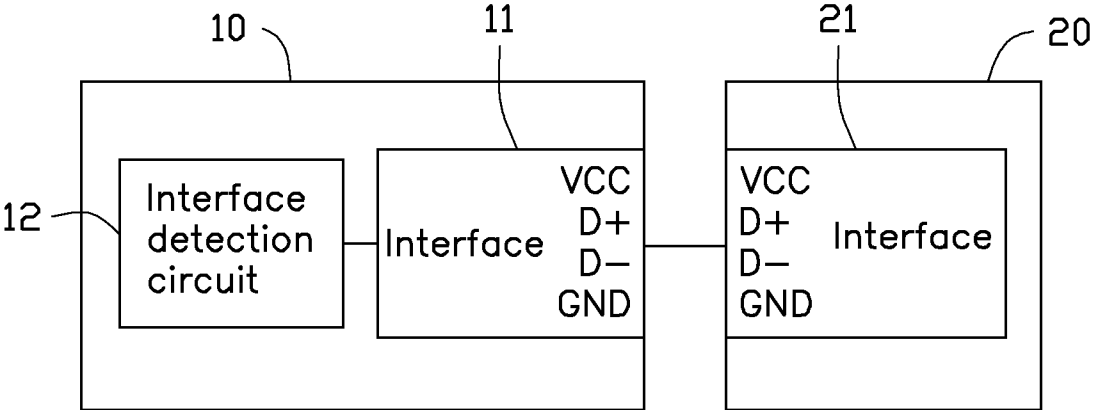 10
11
21
20
12
Interface
detection
circuit
Interface
VCC
D+
D−
GND
VCC
D+
D−
GND
Interface